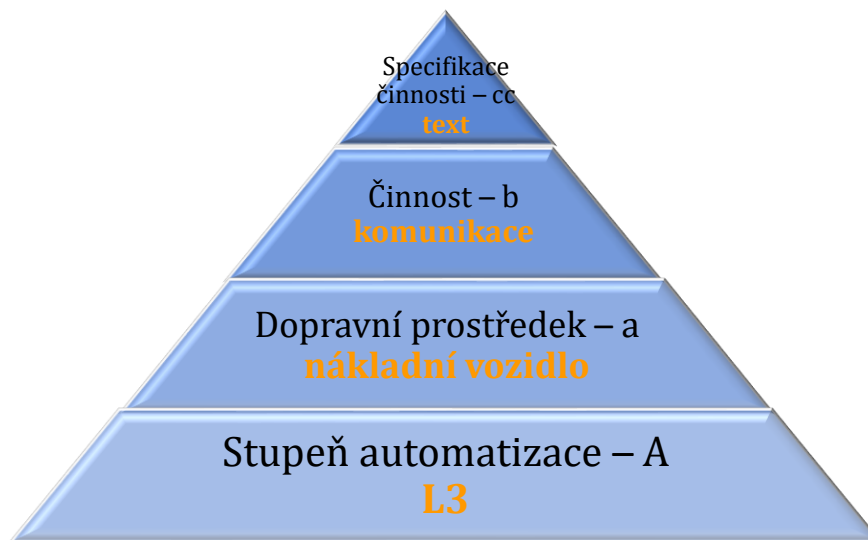 Specifikace
činnosti – cc
text
Činnost – b
komunikace
Dopravní prostředek – a
nákladní vozidlo
Stupeň automatizace – A
L3